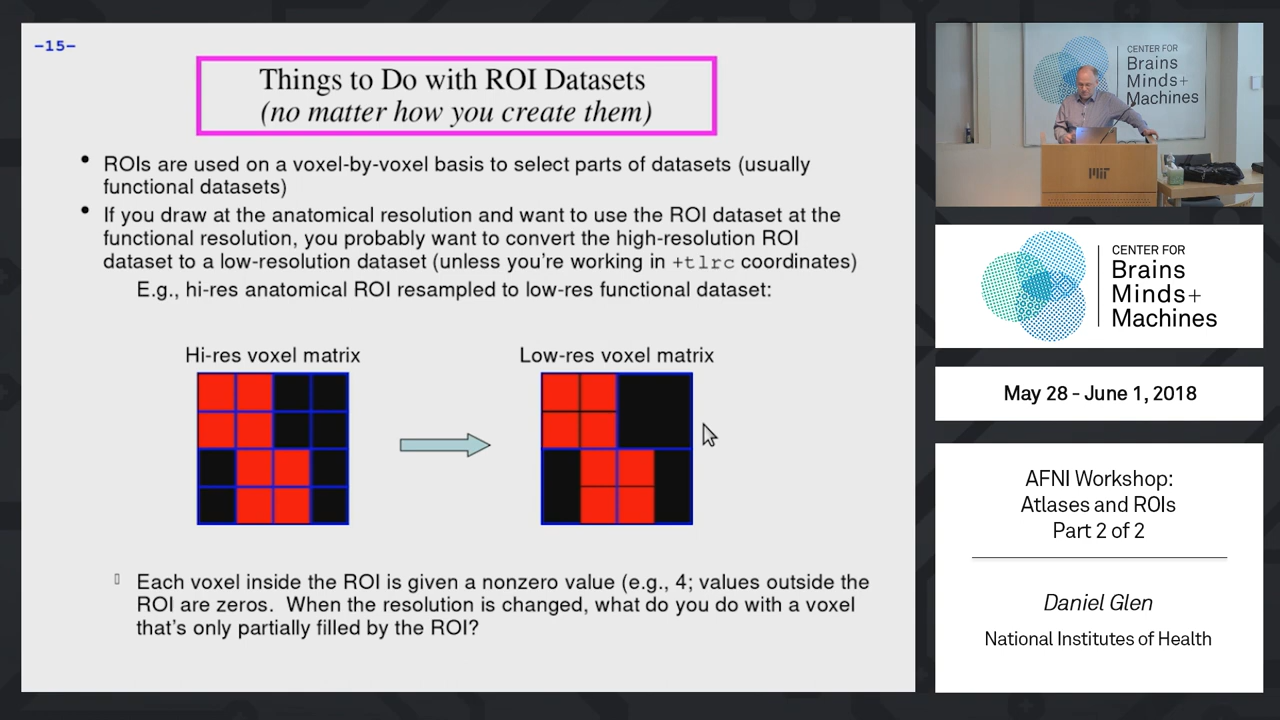 -15-
Things to Do with ROI Datasets
(no matter how you create them)
• ROIs are used on a voxel-by-voxel basis to select parts of datasets (usually
functional datasets)
• If you draw at the anatomical resolution and want to use the ROI dataset at the
functional resolution, you probably want to convert the high-resolution ROI
dataset to a low-resolution dataset (unless you're working in +tlrc coordinates)
E.g., hi-res anatomical ROI resampled to low-res functional dataset:
Hi-res voxel matrix
Low-res voxel matrix
Each voxel inside the ROI is given a nonzero value (e.g., 4; values outside the
ROI are zeros. When the resolution is changed, what do you do with a voxel
that's only partially filled by the ROI?
CENTER FOR
Brains
Minds+
Machines
MIT
CENTER FOR
Brains
Minds+
Machines
May 28 - June 1, 2018
AFNI Workshop:
Atlases and ROIs
Part 2 of 2
Daniel Glen
National Institutes of Health